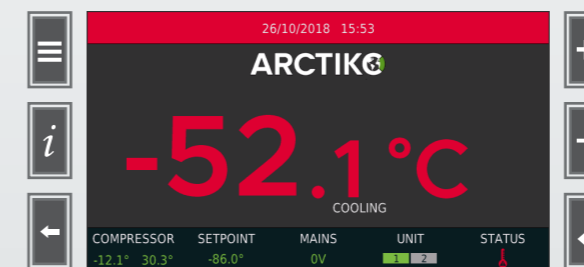 26/10/2018 15:53
ARCTIKO
i
-52.1°C
COOLING
COMPRESSOR SETPOINT MAINS UNIT STATUS
-12.1° 30.3° -86.0° 0V 1 2